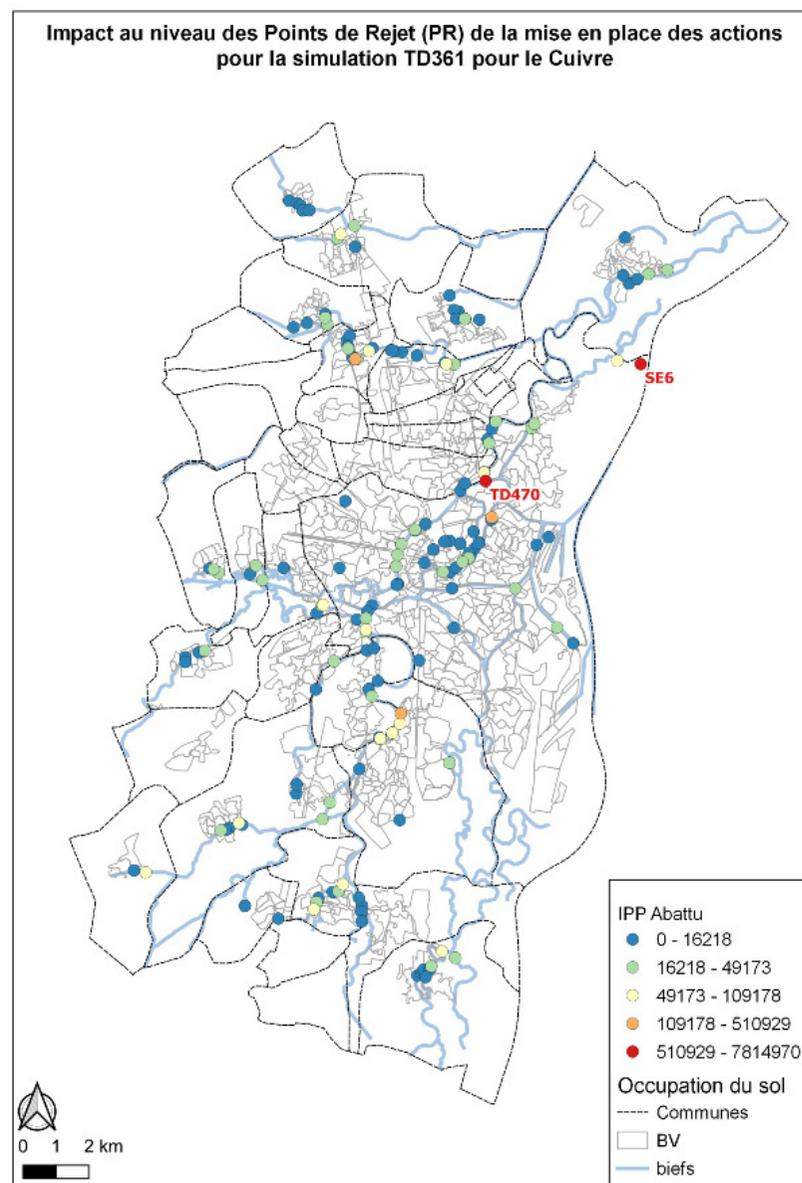 Impact au niveau des Points de Rejet (PR) de la mise en place des actions
pour la simulation TD361 pour le Cuivre
SE6
TD470
IPP Abattu
0 - 16218
16218 - 49173
49173 - 109178
109178 - 510929
510929 - 7814970
Occupation du sol
Communes
BV
biefs
0 1 2 km